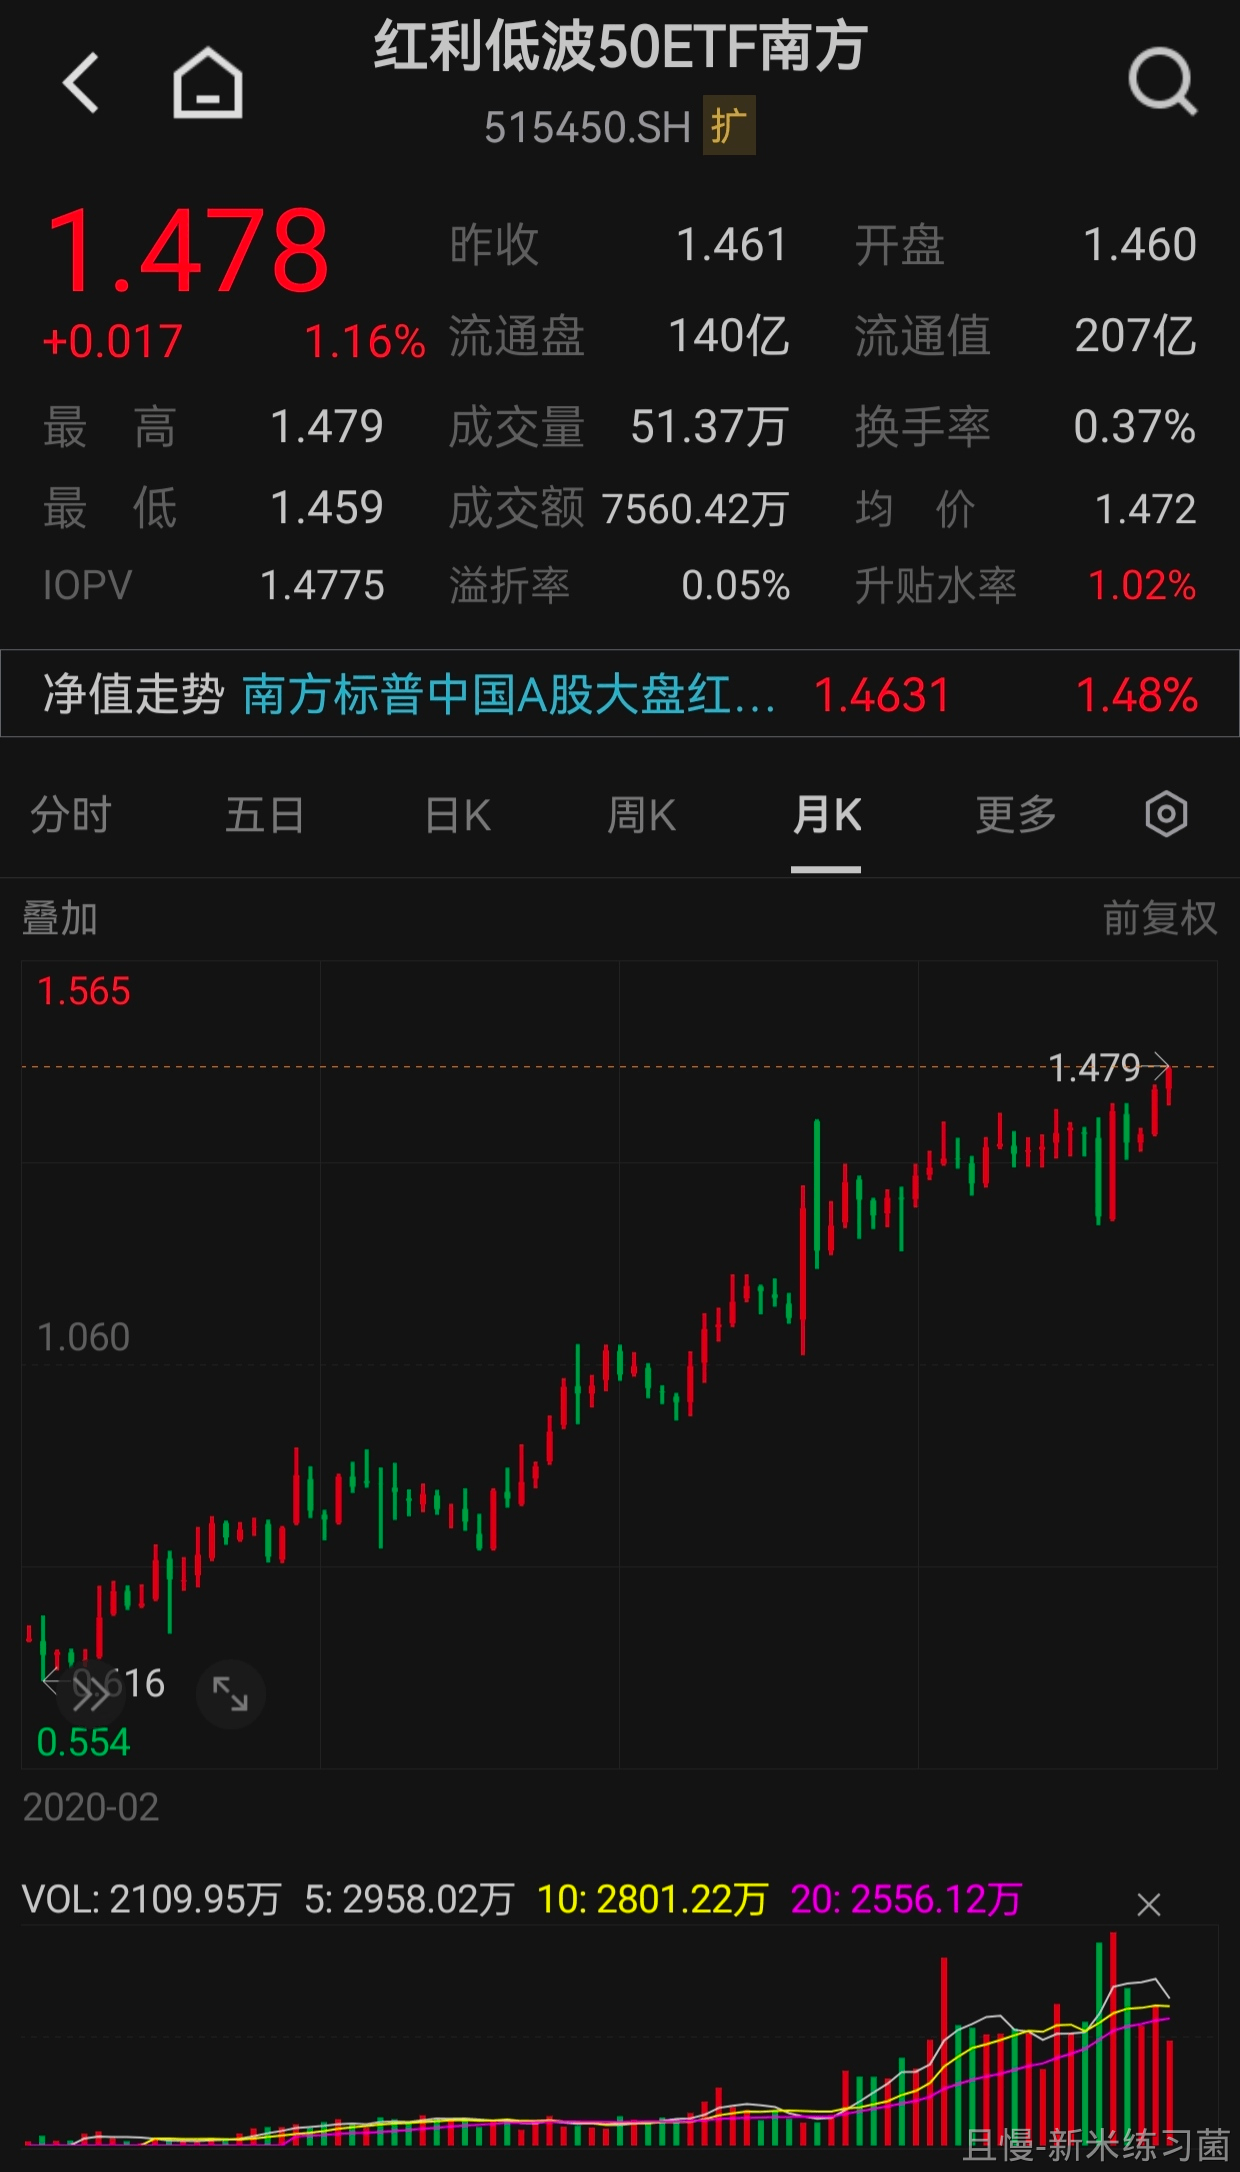 红利低波50ETF南方
515450.SH 扩
1.478
+0.017 1.16%
昨收 1.461 开盘 1.460
流通盘 140亿 流通值 207亿
最高 1.479 成交量 51.37万 换手率 0.37%
最低 1.459 成交额 7560.42万 均价 1.472
IOPV 1.4775 溢折率 0.05% 升贴水率 1.02%
净值走势 南方标普中国A股大盘红... 1.4631 1.48%
分时 五日 日K 周K 月K 更多
叠加 前复权
1.565
1.479
1.060
0.616
0.554
2020-02
VOL: 2109.95万 5: 2958.02万 10: 2801.22万 20: 2556.12万
且慢-新米练习菌